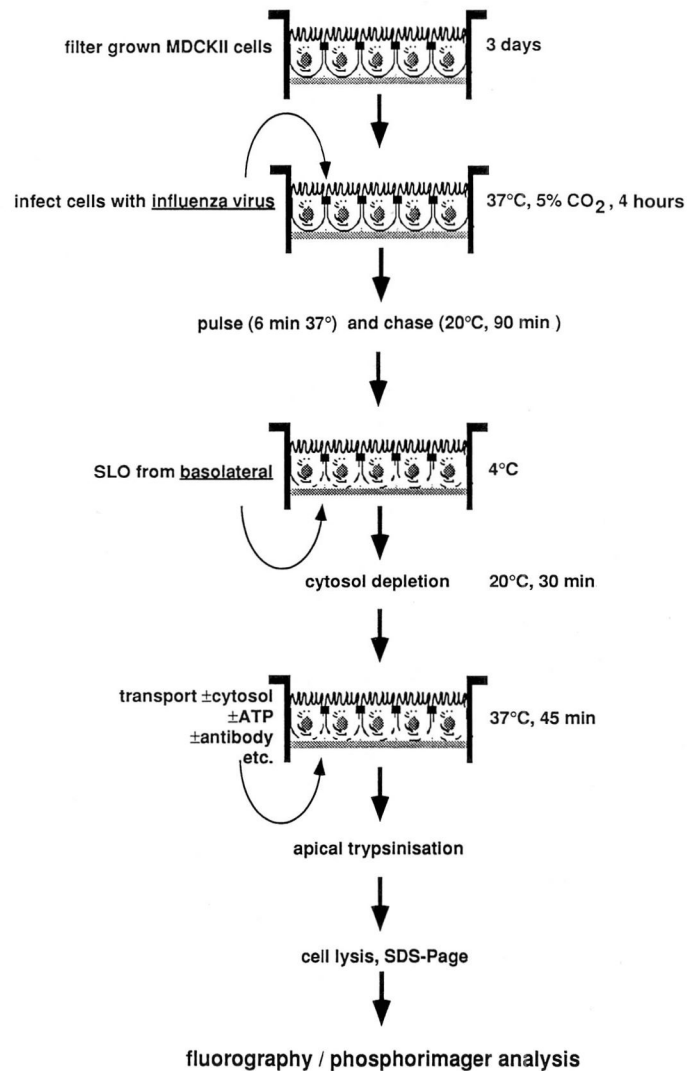 filter grown MDCKII cells
3 days
infect cells with influenza virus
37°C, 5% CO2 , 4 hours
pulse (6 min 37°) and chase (20°C, 90 min )
SLO from basolateral
4°C
cytosol depletion
20°C, 30 min
transport ±cytosol
±ATP
±antibody
etc.
37°C, 45 min
apical trypsinisation
cell lysis, SDS-Page
fluorography / phosphorimager analysis